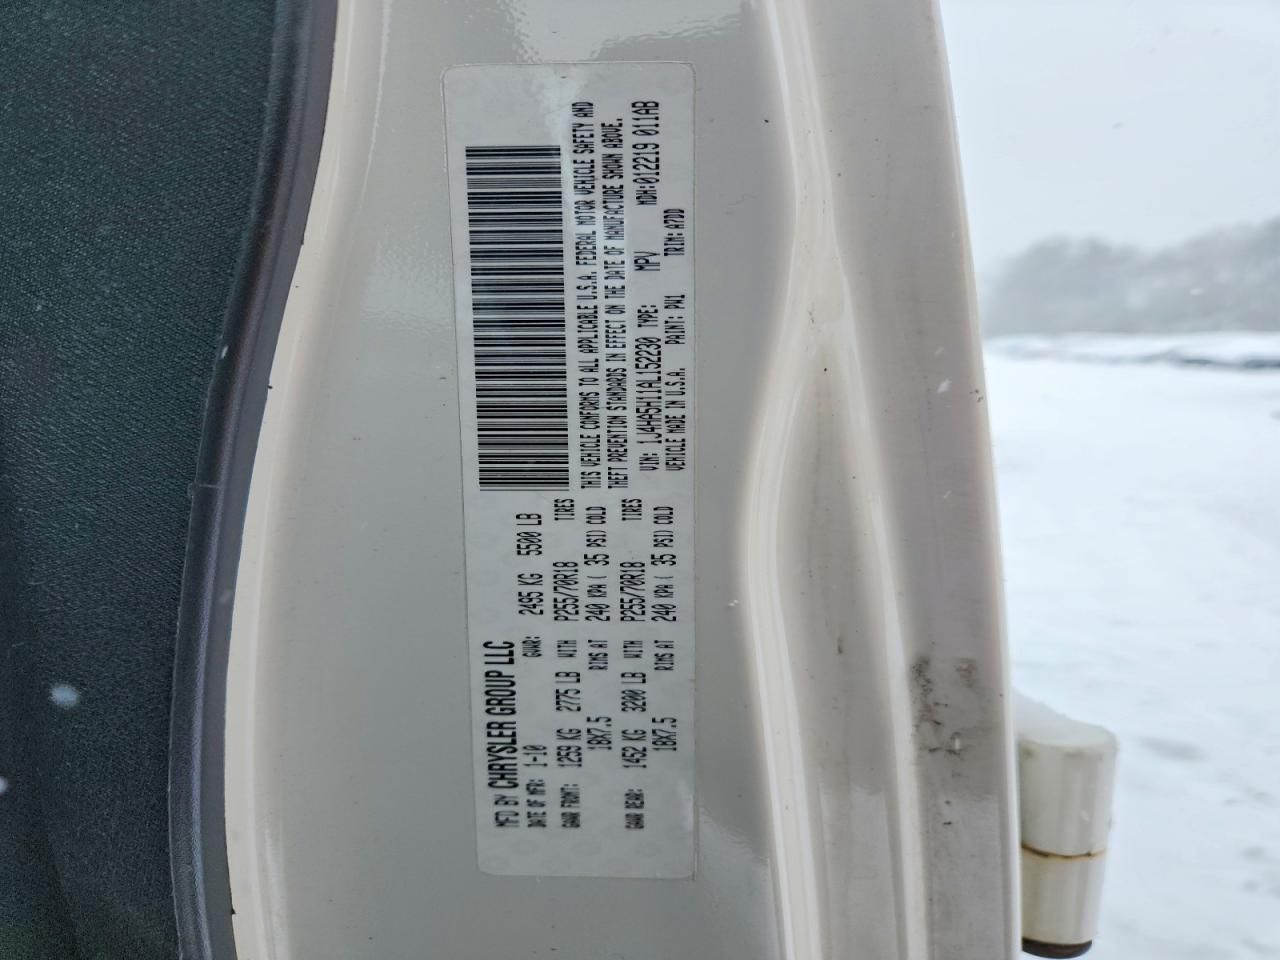 MFD BY CHRYSLER GROUP LLC
DATE OF MFR: 1-10 GVWR: 2495 KG 5500 LB
GAWR FRONT: 1259 KG 2775 LB WITH P255/70R18 TIRES
18X7.5 RIMS AT 240 KPA ( 35 PSI) COLD
GAWR REAR: 1452 KG 3200 LB WITH P255/70R18 TIRES
18X7.5 RIMS AT 240 KPA ( 35 PSI) COLD
THIS VEHICLE CONFORMS TO ALL APPLICABLE U.S.A. FEDERAL MOTOR VEHICLE SAFETY AND
THEFT PREVENTION STANDARDS IN EFFECT ON THE DATE OF MANUFACTURE SHOWN ABOVE.
VIN: 1J4HA5H11AL152230 TYPE: MPV MDH:012219 011AB
VEHICLE MADE IN U.S.A. PAINT: PW1 TRIM: A7DD